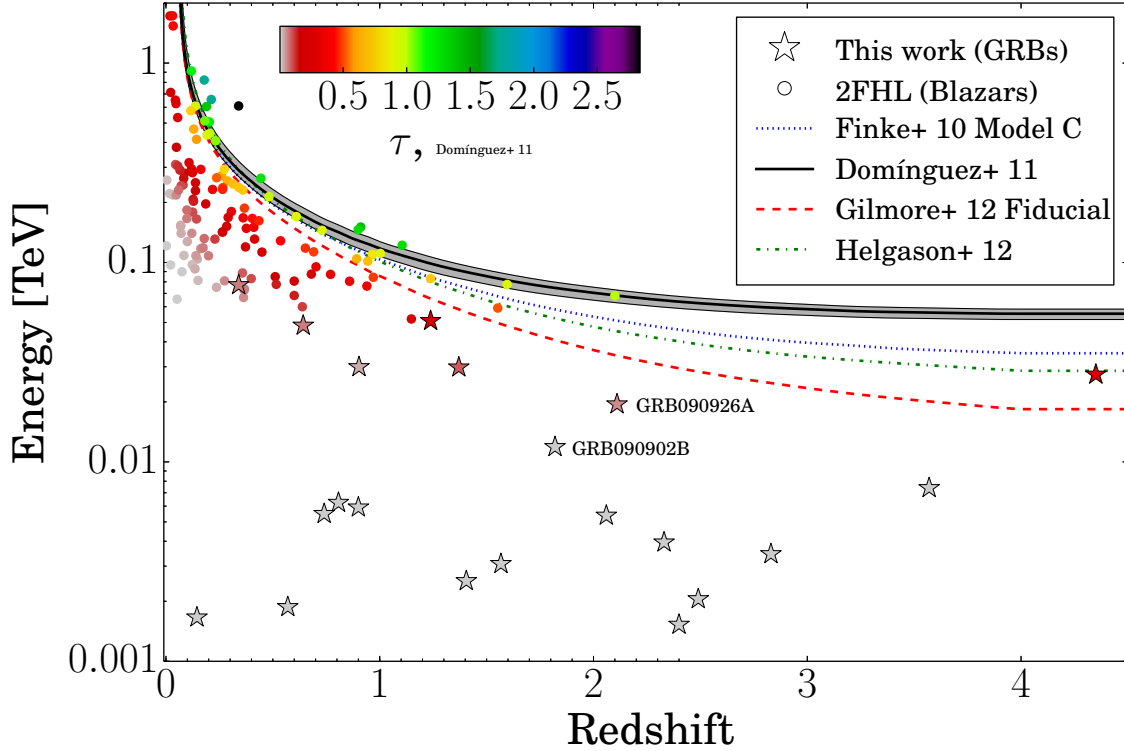 1
0.1
0.01
0.001
Energy [TeV]
0.5 1.0 1.5 2.0 2.5
τ, Domínguez+ 11
This work (GRBs)
2FHL (Blazars)
Finke+ 10 Model C
Domínguez+ 11
Gilmore+ 12 Fiducial
Helgason+ 12
GRB090926A
GRB090902B
0 1 2 3 4
Redshift